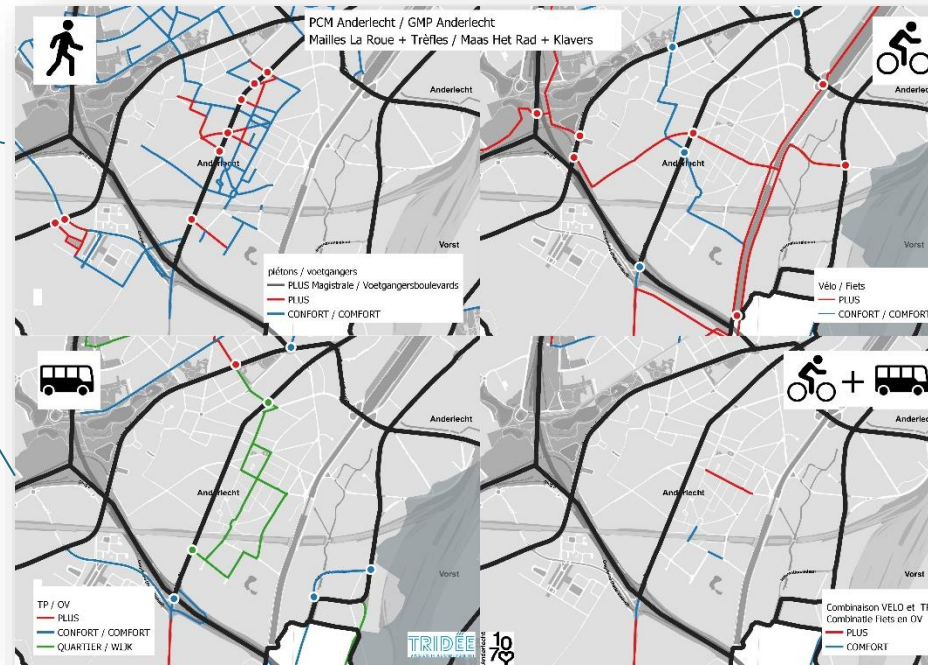 PCM Anderlecht / GMP Anderlecht
Mailles La Roue + Trèfles / Maas Het Rad + Klavers
Anderlecht
Vorst
piétons / voetgangers
PLUS Magistrale / Voetgangersboulevards
PLUS
CONFORT / COMFORT
Anderlecht
Anderlecht
Vorst
Vélo / Fiets
PLUS
CONFORT / COMFORT
Anderlecht
Anderlecht
Vorst
TP / OV
PLUS
CONFORT / COMFORT
QUARTIER / WIJK
TRIDÉE
Anderlecht
1070
+
Anderlecht
Anderlecht
Vorst
Combinaison VELO et TP
Combinatie Fiets en OV
PLUS
COMFORT